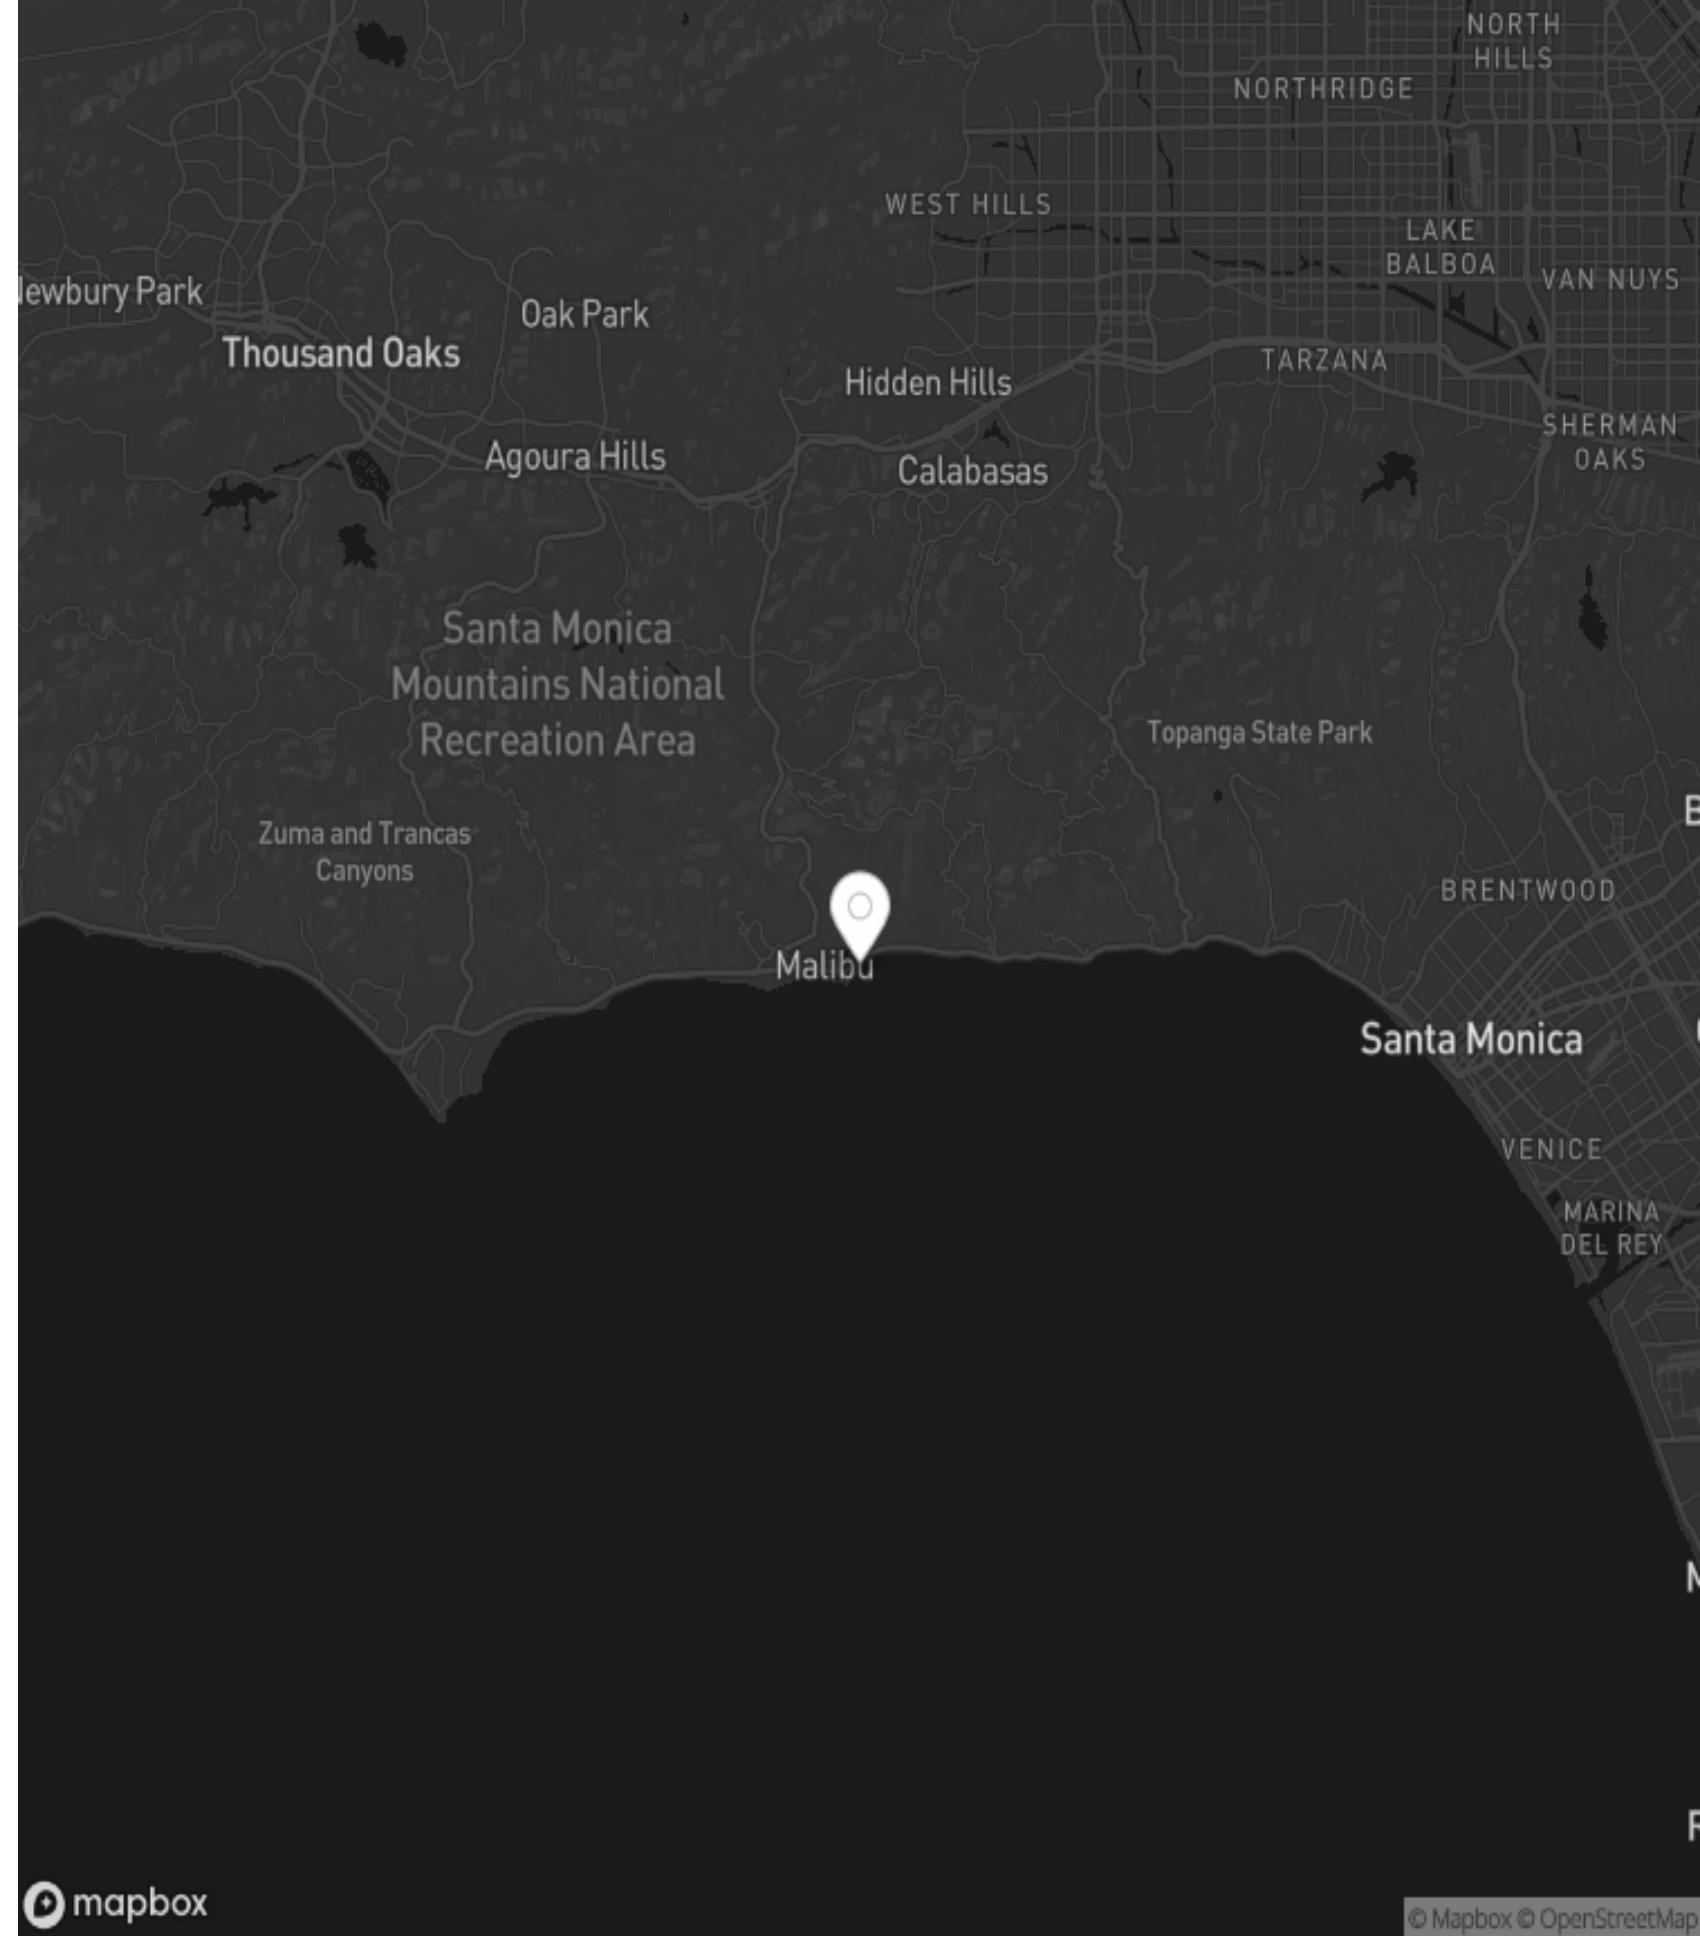 NORTH
HILLS
NORTHRIDGE
WEST HILLS
LAKE
BALBOA
VAN NUYS
Newbury Park
Oak Park
Thousand Oaks
TARZANA
Hidden Hills
SHERMAN
OAKS
Agoura Hills
Calabasas
Santa Monica
Mountains National
Recreation Area
Topanga State Park
Zuma and Trancas
Canyons
BRENTWOOD
Malibu
Santa Monica
VENICE
MARINA
DEL REY
mapbox
© Mapbox © OpenStreetMap